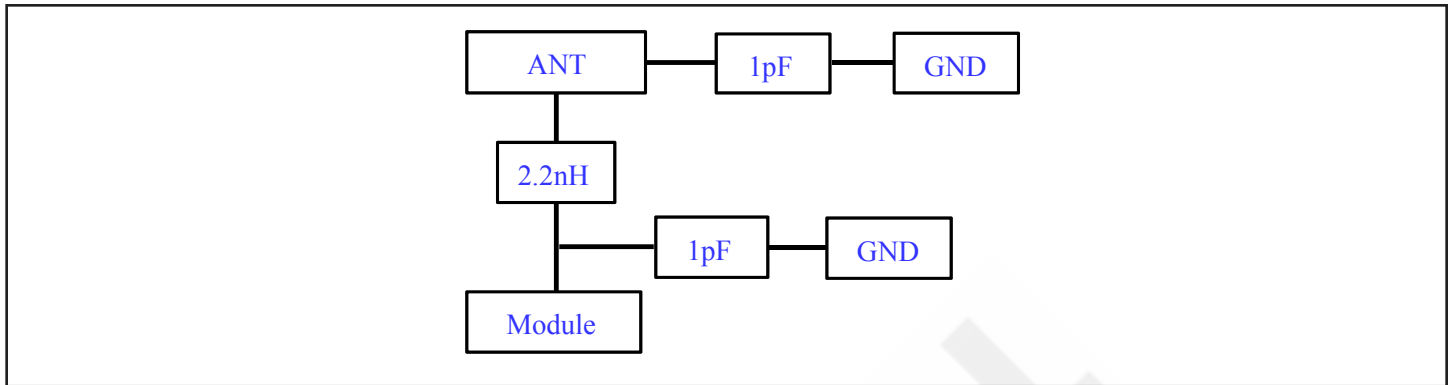 ANT 1pF GND
2.2nH
1pF GND
Module